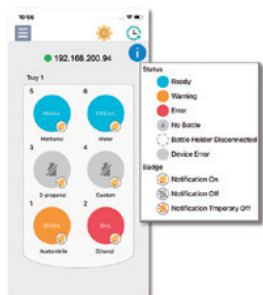 10:56
192.168.200.94
Tray 1
5
6
Methanol
Water
3
4
2-propanol
Custom
2
1
Acetonitrile
Ethanol
Status
Ready
Warning
Error
No Bottle
Bottle Holder Disconnected
Device Error
Badge
Notification On
Notification Off
Notification Tmporary Off